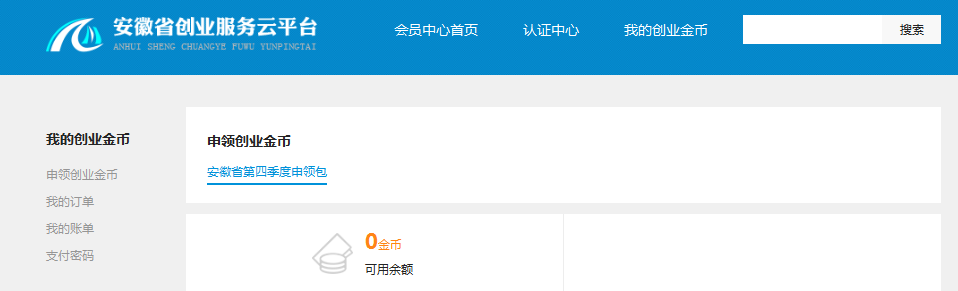 安徽省创业服务云平台
ANHUI SHENG CHUANGYE FUWU YUNPINGTAI
会员中心首页 认证中心 我的创业金币 搜索
我的创业金币
申领创业金币
我的订单
我的账单
支付密码
申领创业金币
安徽省第四季度申领包
0金币
可用余额